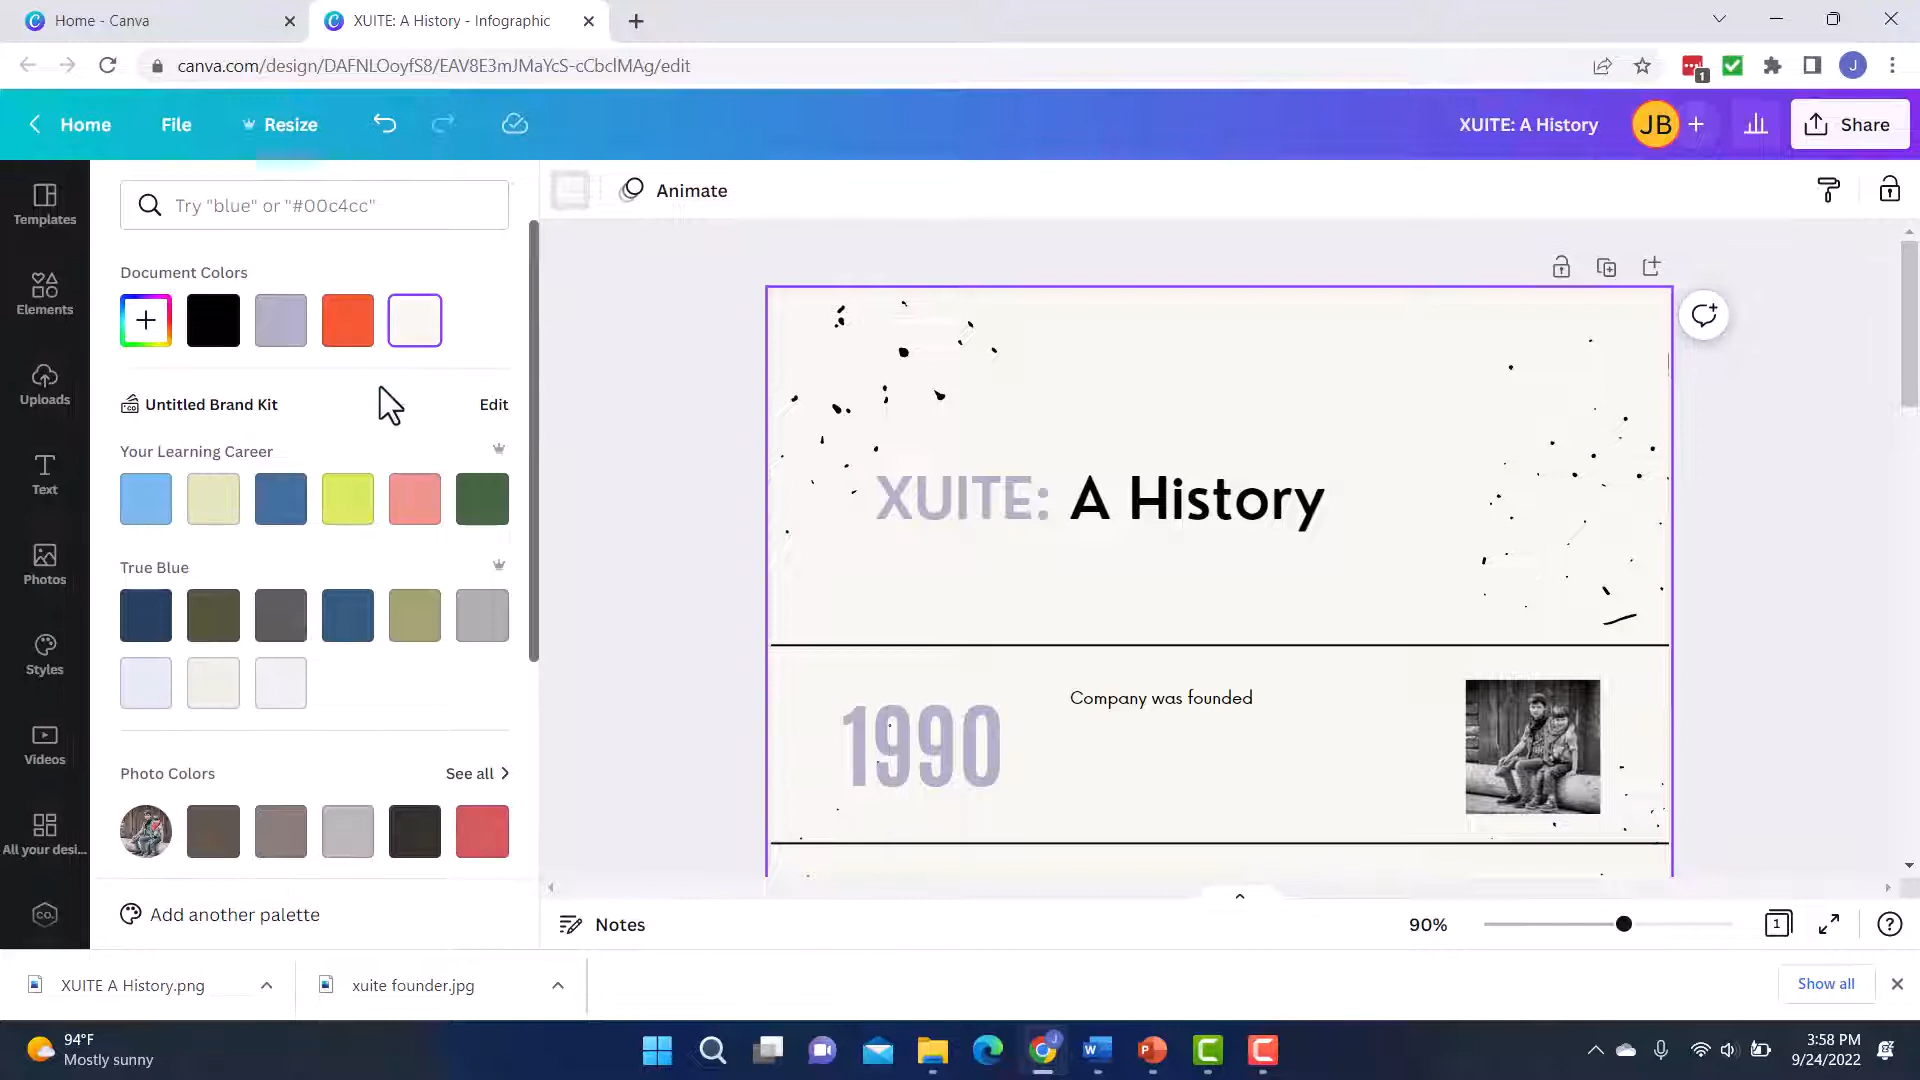 Home - Canva
XUITE: A History - Infographic
canva.com/design/DAFNLOoyfS8/EAV8E3mJMaYcS-cCbclMAg/edit
1
J
Home
File
Resize
XUITE: A History
JB
Share
Templates
Elements
Uploads
Text
Photos
Styles
Videos
All your desi...
CO.
Try "blue" or "#00c4cc"
Document Colors
Untitled Brand Kit
Edit
Your Learning Career
True Blue
Photo Colors
See all
Add another palette
Animate
XUITE: A History
1990
Company was founded
Notes
90%
1
XUITE A History.png
xuite founder.jpg
Show all
94°F
Mostly sunny
3:58 PM
9/24/2022